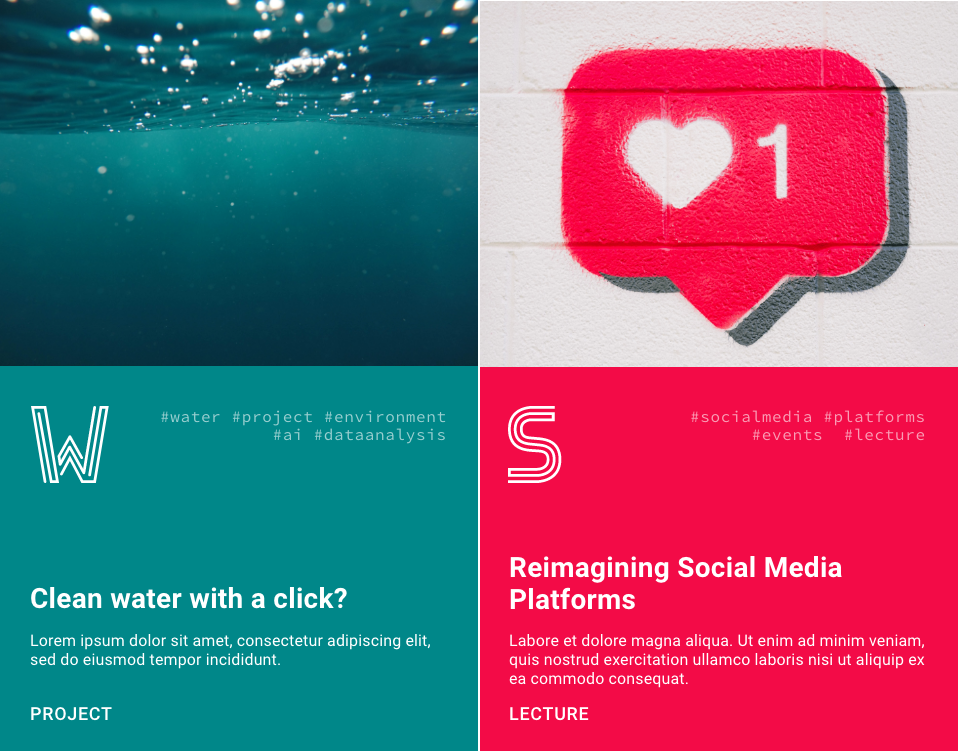 1
W
#water #project #environment
#ai #dataanalysis
Clean water with a click?
Lorem ipsum dolor sit amet, consectetur adipiscing elit,
sed do eiusmod tempor incididunt.
PROJECT
S
#socialmedia #platforms
#events #lecture
Reimagining Social Media
Platforms
Labore et dolore magna aliqua. Ut enim ad minim veniam,
quis nostrud exercitation ullamco laboris nisi ut aliquip ex
ea commodo consequat.
LECTURE